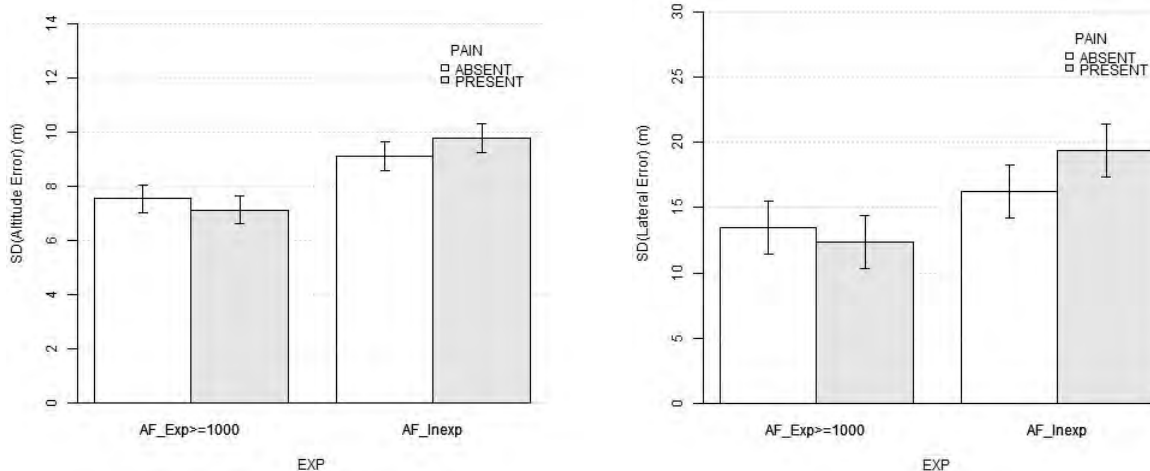 14
12
10
8
6
4
2
0
SD(Altitude Error) (m)
PAIN
ABSENT
PRESENT
AF_Exp>=1000
AF_Inexp
EXP
30
25
20
15
10
5
0
SD(Lateral Error) (m)
PAIN
ABSENT
PRESENT
AF_Exp>=1000
AF_Inexp
EXP